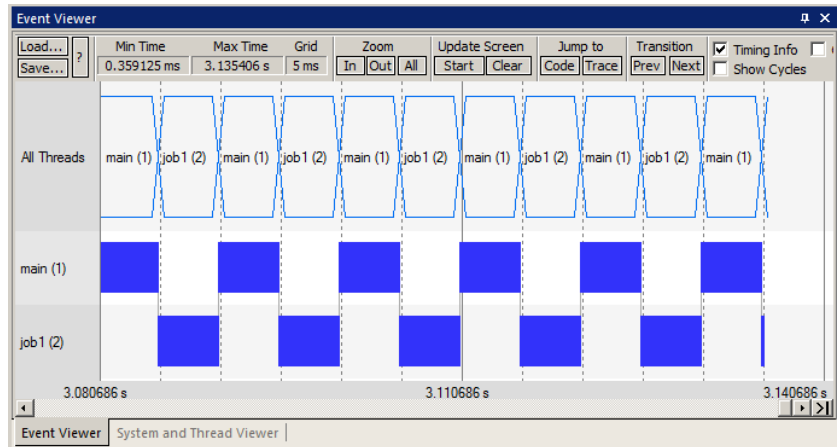 Event Viewer
Load... ? Min Time Max Time Grid Zoom Update Screen Jump to Transition Timing Info
Save... 0.359125 ms 3.135406 s 5 ms In Out All Start Clear Code Trace Prev Next Show Cycles
All Threads main (1) job1 (2) main (1) job1 (2) main (1) job1 (2) main (1) job1 (2) main (1) job1 (2) main (1)
main (1)
job1 (2)
3.080686 s 3.110686 s 3.140686 s
Event Viewer System and Thread Viewer